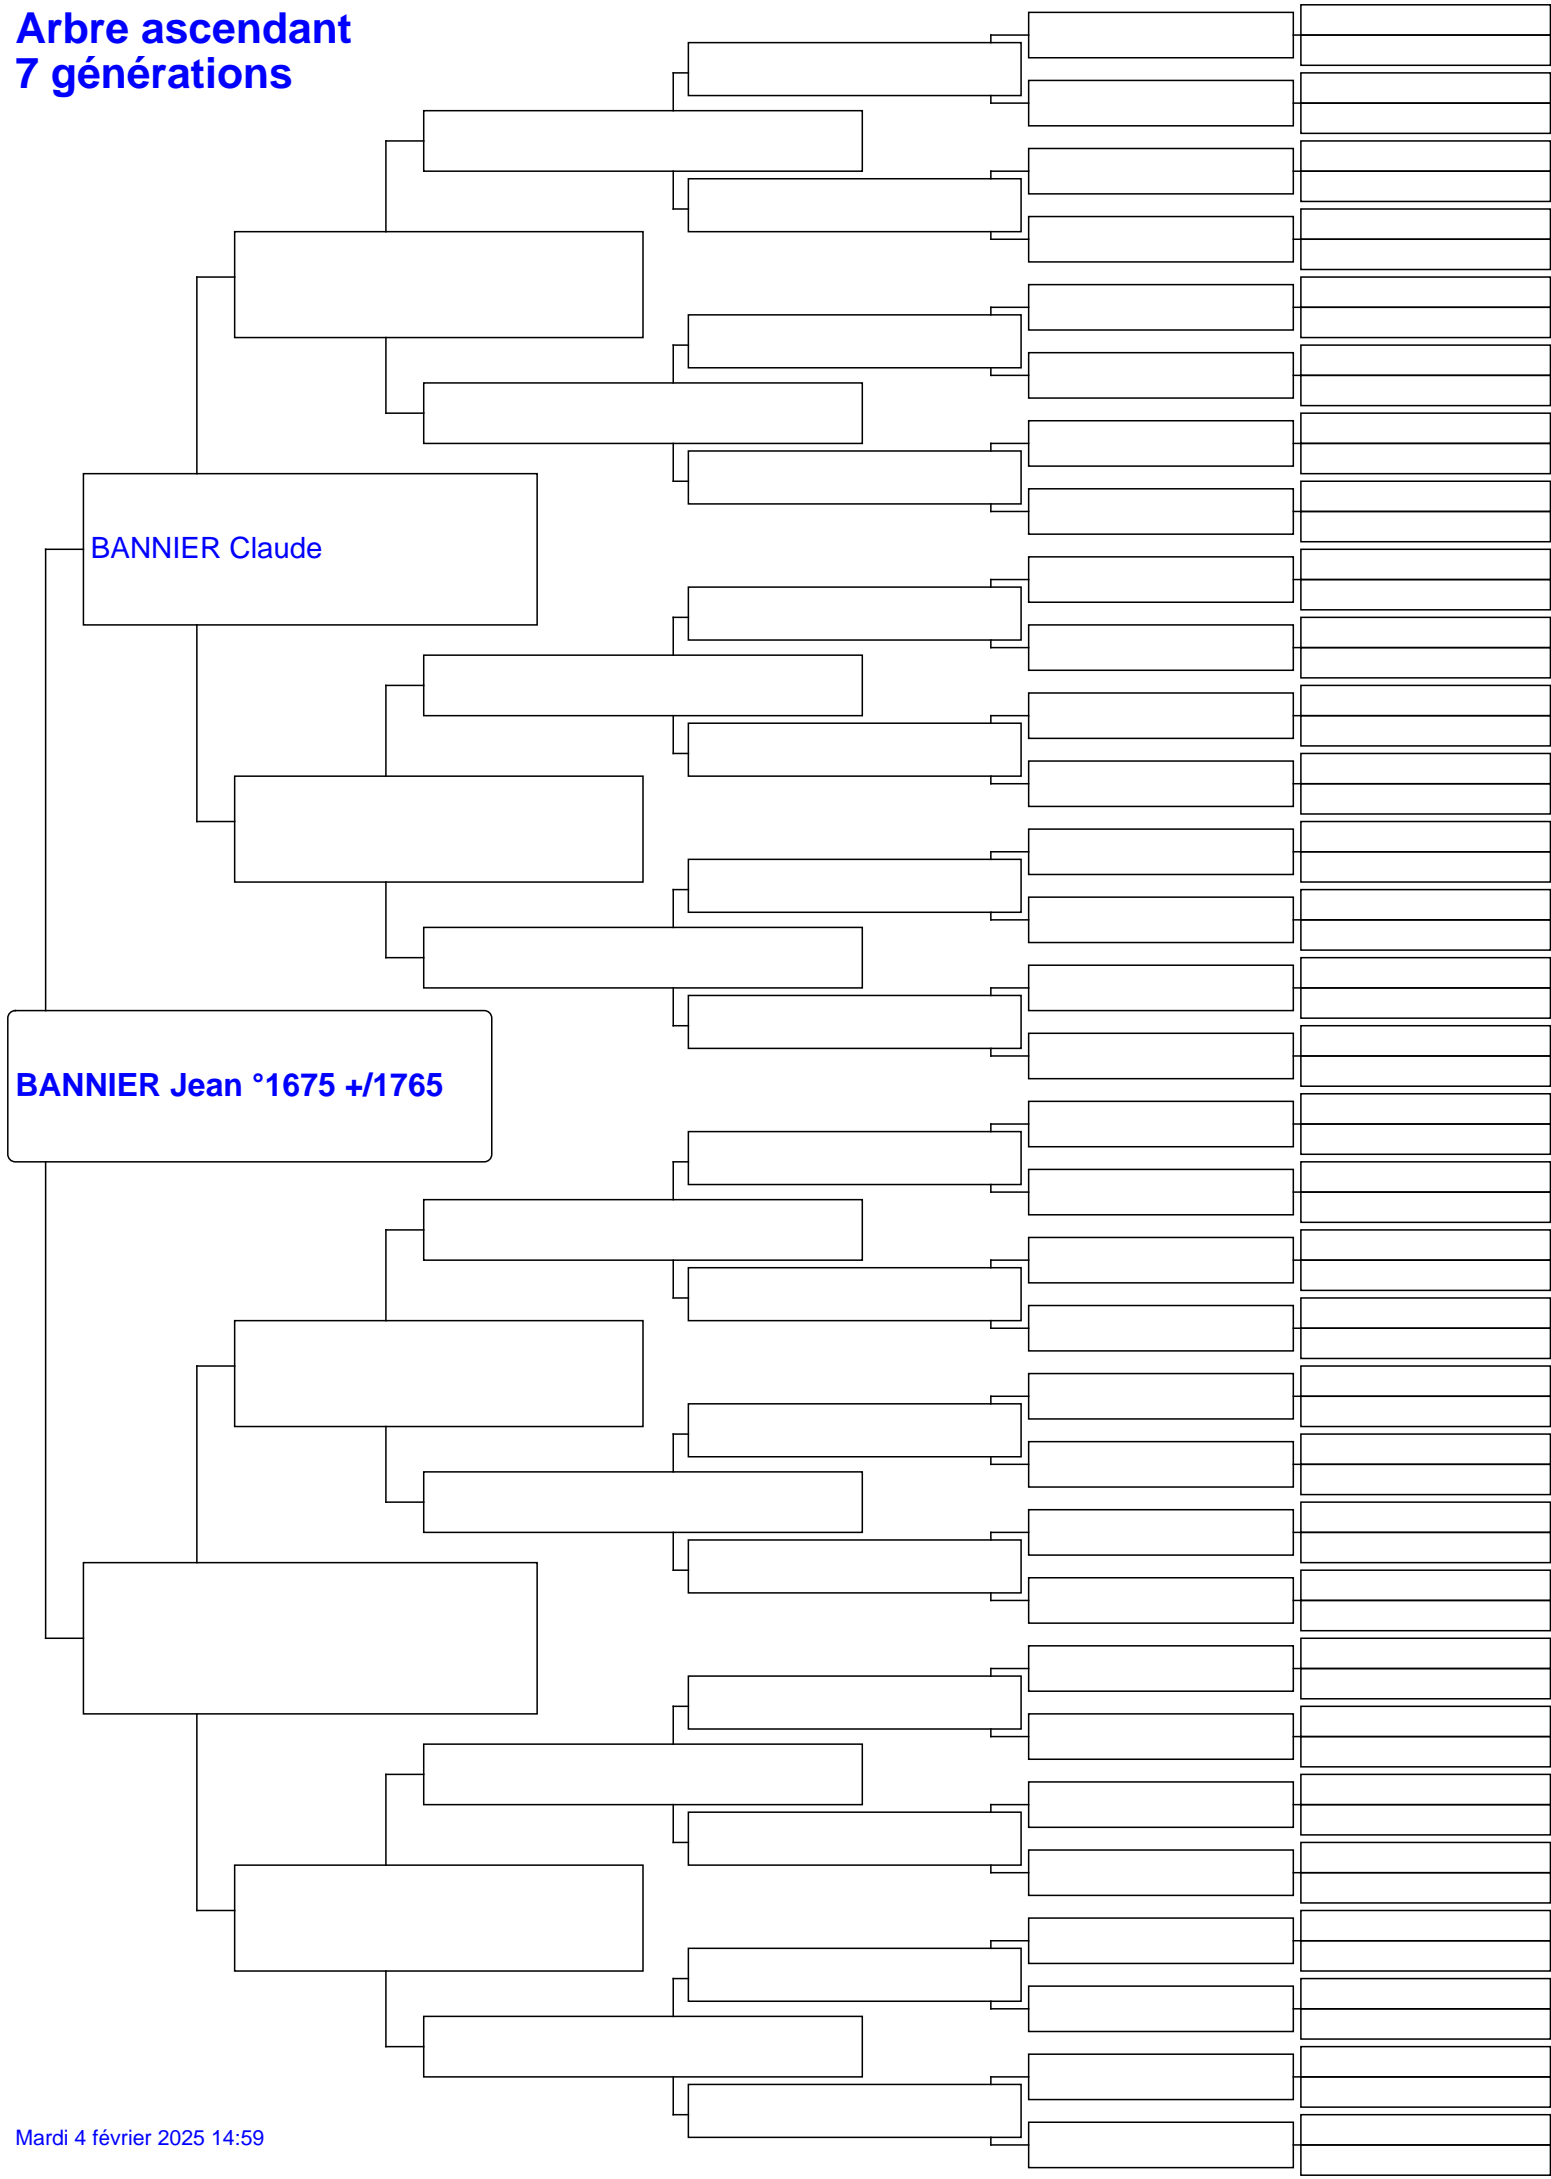 Arbre ascendant
7 générations
BANNIER Claude
BANNIER Jean °1675 +/1765
Mardi 4 février 2025 14:59